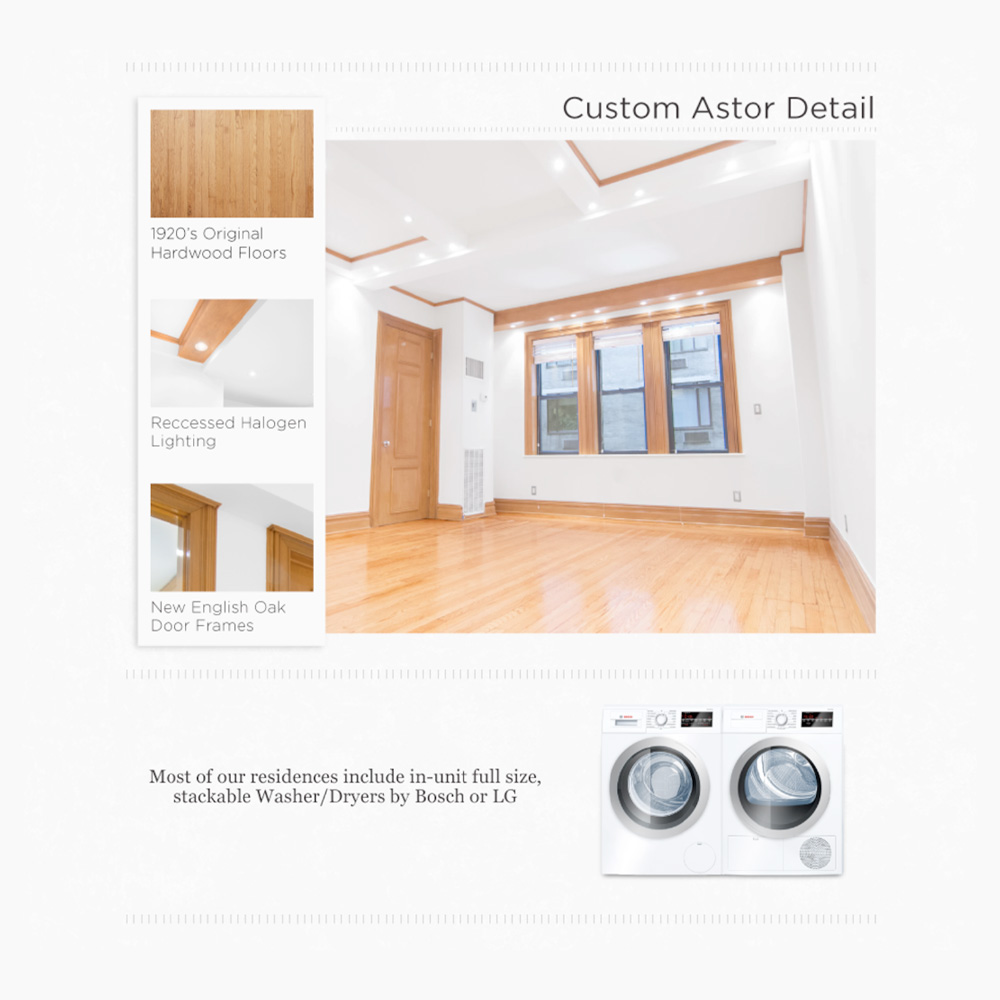 Custom Astor Detail
1920's Original
Hardwood Floors
Reccessed Halogen
Lighting
New English Oak
Door Frames
Most of our residences include in-unit full size,
stackable Washer/Dryers by Bosch or LG
BOSCH
BOSCH